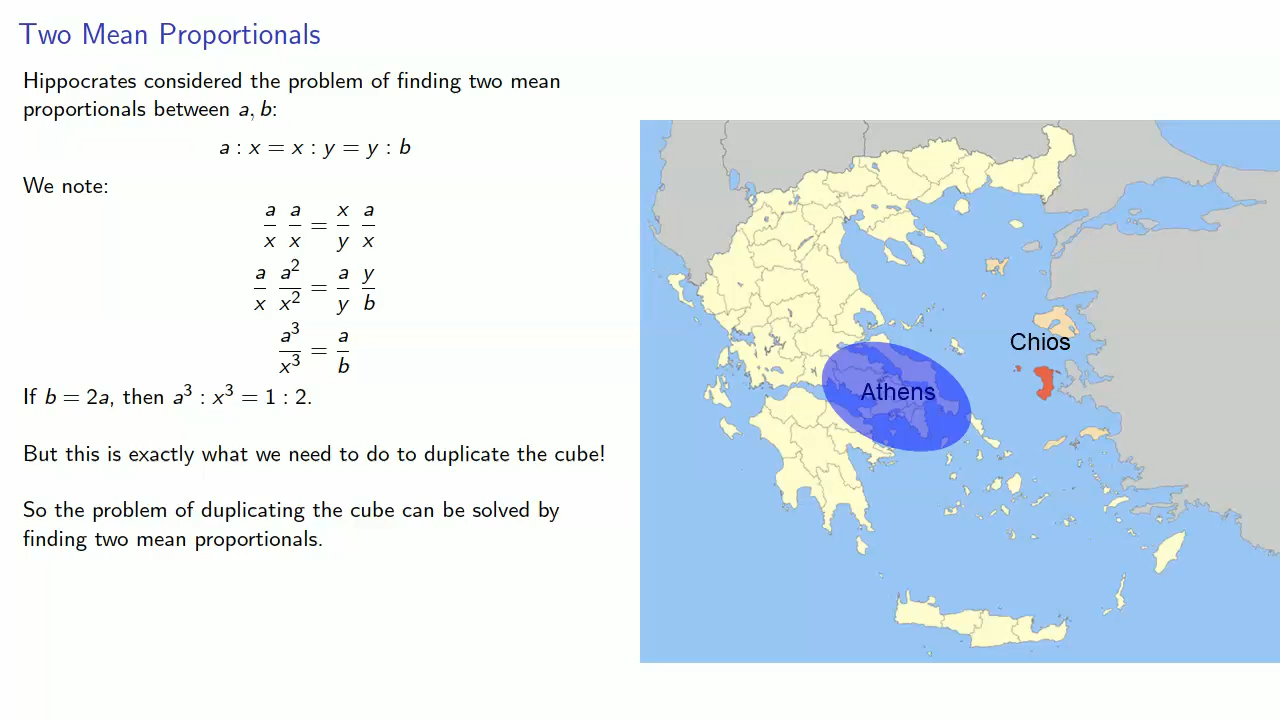 Two Mean Proportionals
Hippocrates considered the problem of finding two mean
proportionals between a, b:
a : x = x : y = y : b
We note:
a/x a/x = x/y a/x
a/x a²/x² = a/y y/b
a³/x³ = a/b
If b = 2a, then a³ : x³ = 1 : 2.
But this is exactly what we need to do to duplicate the cube!
So the problem of duplicating the cube can be solved by
finding two mean proportionals.
Chios
Athens